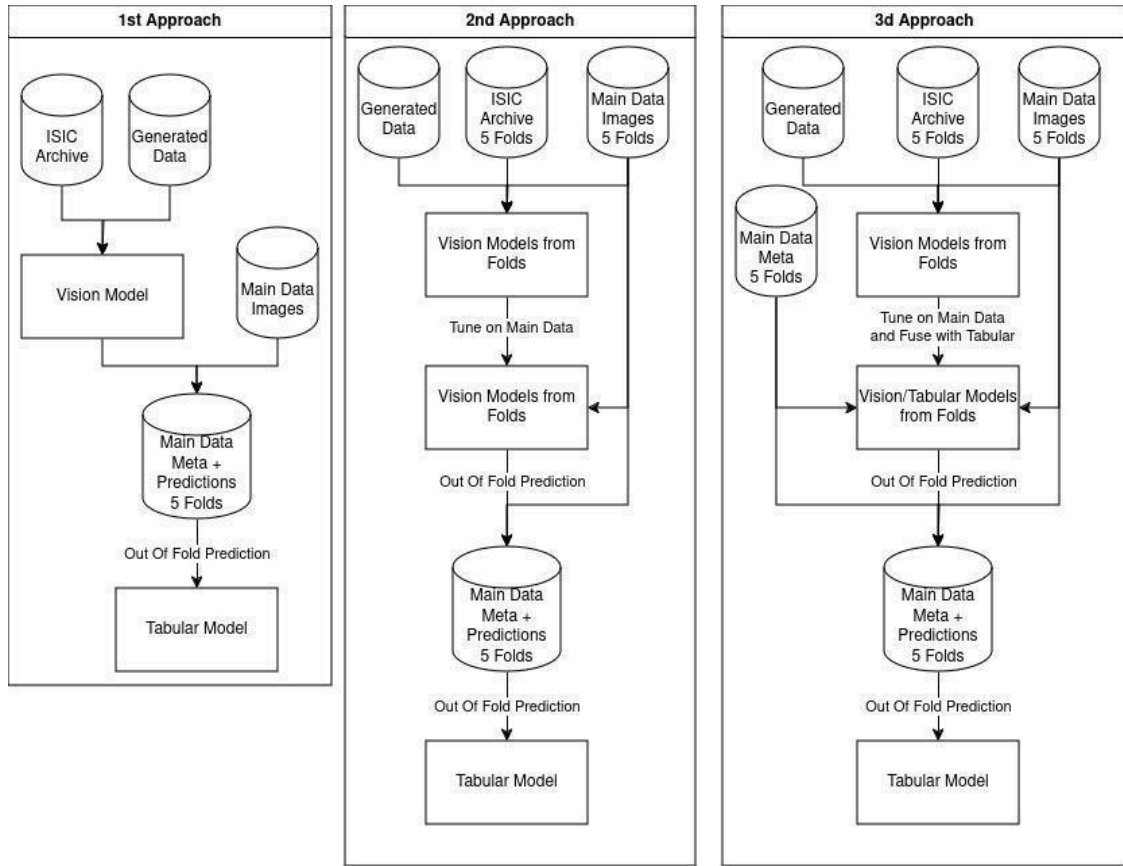 1st Approach
ISIC
Archive
Generated
Data
Vision Model
Main Data
Images
Main Data
Meta +
Predictions
5 Folds
Out Of Fold Prediction
Tabular Model
2nd Approach
Generated
Data
ISIC
Archive
5 Folds
Main Data
Images
5 Folds
Vision Models from
Folds
Tune on Main Data
Vision Models from
Folds
Out Of Fold Prediction
Main Data
Meta +
Predictions
5 Folds
Out Of Fold Prediction
Tabular Model
3d Approach
Generated
Data
ISIC
Archive
5 Folds
Main Data
Images
5 Folds
Main Data
Meta
5 Folds
Vision Models from
Folds
Tune on Main Data
and Fuse with Tabular
Vision/Tabular Models
from Folds
Out Of Fold Prediction
Main Data
Meta +
Predictions
5 Folds
Out Of Fold Prediction
Tabular Model